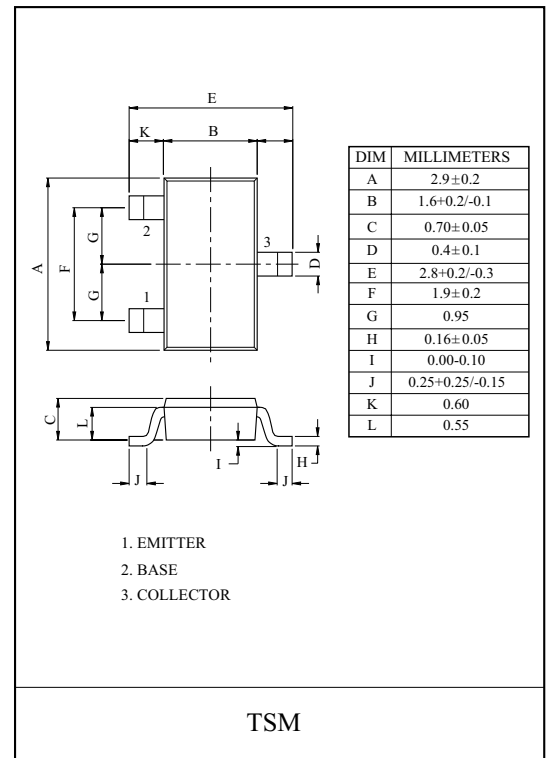 E
K B
2
3
1
A
F
G
G
D
C
L
J
I
H
J
DIM MILLIMETERS
A 2.9±0.2
B 1.6+0.2/-0.1
C 0.70±0.05
D 0.4±0.1
E 2.8+0.2/-0.3
F 1.9±0.2
G 0.95
H 0.16±0.05
I 0.00-0.10
J 0.25+0.25/-0.15
K 0.60
L 0.55
1. EMITTER
2. BASE
3. COLLECTOR
TSM